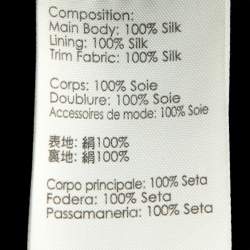 Composition:
Main Body: 100% Silk
Lining: 100% Silk
Trim Fabric: 100% Silk
Corps: 100% Soie
Doublure: 100% Soie
Accessoires de mode: 100% Soie
表地: 絹100%
裏地: 絹100%
Corpo principale: 100% Seta
Fodera: 100% Seta
Passamaneria: 100% Seta